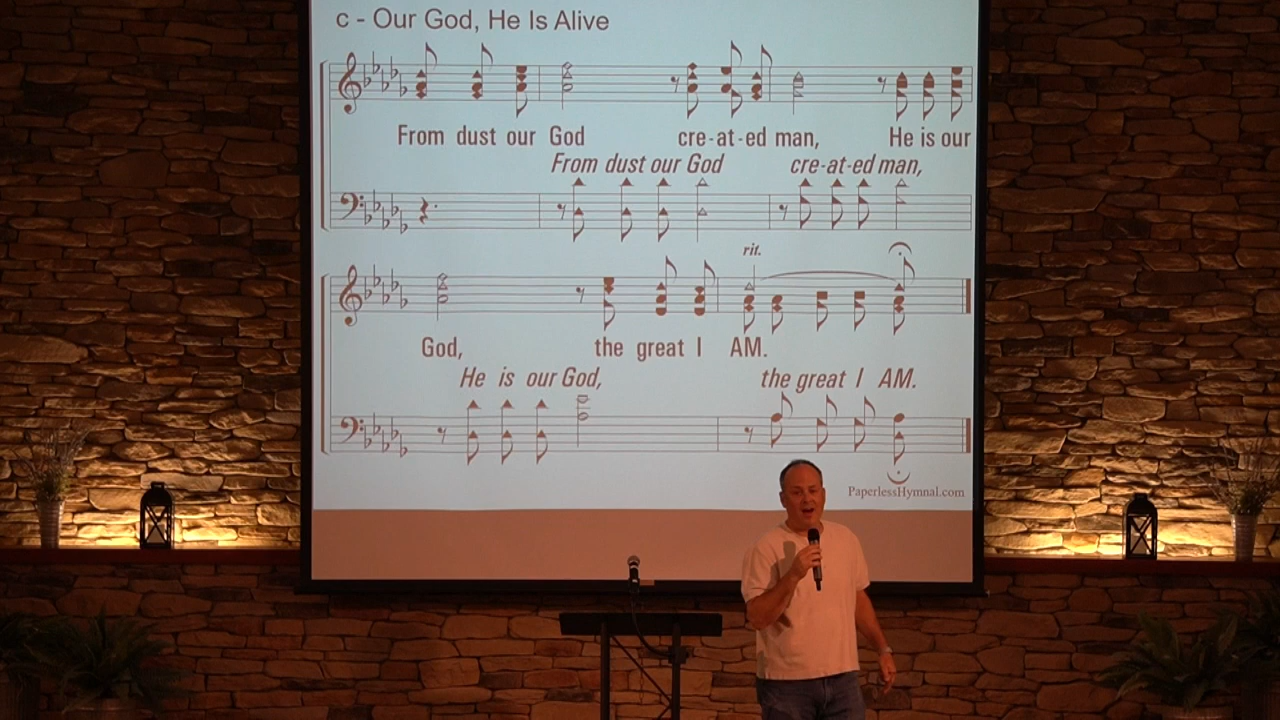 c - Our God, He Is Alive
From dust our God cre-at-ed man, He is our
From dust our God cre-at-ed man,
rit.
God, the great I AM.
He is our God, the great I AM.
PaperlessHymnal.com